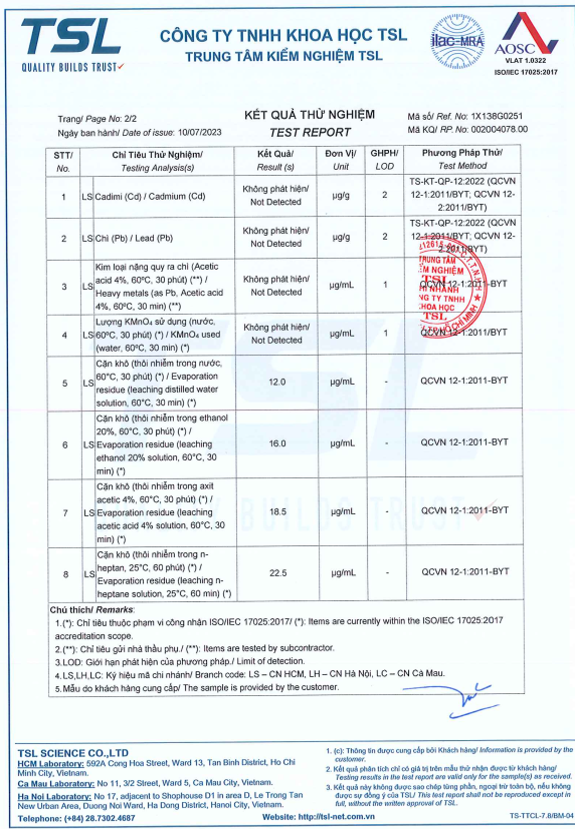 TSL
QUALITY BUILDS TRUST
CÔNG TY TNHH KHOA HỌC TSL
TRUNG TÂM KIỂM NGHIỆM TSL
ilac-MRA
AOSC
VLAT 1.0322
ISO/IEC 17025:2017
Trang/ Page No: 2/2
Ngày ban hành/ Date of issue: 10/07/2023
KẾT QUẢ THỬ NGHIỆM
TEST REPORT
Mã số/ Ref. No: 1X138G0251
Mã KQ/ RP. No: 002004078.00
STT/ No. Chỉ Tiêu Thử Nghiệm/ Testing Analysis(s) Kết Quả/ Result (s) Đơn Vị/ Unit GHPH/ LOD Phương Pháp Thử/ Test Method
1 LS Cadimi (Cd) / Cadmium (Cd) Không phát hiện/ Not Detected µg/g 2 TS-KT-QP-12:2022 (QCVN 12-1:2011/BYT; QCVN 12-2:2011/BYT)
2 LS Chì (Pb) / Lead (Pb) Không phát hiện/ Not Detected µg/g 2 TS-KT-QP-12:2022 (QCVN 12-1:2011/BYT; QCVN 12-2:2011/BYT)
3 LS Kim loại nặng quy ra chì (Acetic acid 4%, 60°C, 30 phút) (**) / Heavy metals (as Pb, Acetic acid 4%, 60°C, 30 min) (**) Không phát hiện/ Not Detected µg/mL 1 QCVN 12-1:2011-BYT
4 LS Lượng KMnO₄ sử dụng (nước, 60°C, 30 phút) (*) / KMnO₄ used (water, 60°C, 30 min) (*) Không phát hiện/ Not Detected µg/mL 1 QCVN 12-1:2011/BYT
5 LS Cặn khô (thôi nhiễm trong nước, 60°C, 30 phút) (*) / Evaporation residue (leaching distilled water solution, 60°C, 30 min) (*) 12.0 µg/mL - QCVN 12-1:2011-BYT
6 LS Cặn khô (thôi nhiễm trong ethanol 20%, 60°C, 30 phút) (*) / Evaporation residue (leaching ethanol 20% solution, 60°C, 30 min) (*) 16.0 µg/mL - QCVN 12-1:2011-BYT
7 LS Cặn khô (thôi nhiễm trong axit acetic 4%, 60°C, 30 phút) (*) / Evaporation residue (leaching acetic acid 4% solution, 60°C, 30 min) (*) 18.5 µg/mL - QCVN 12-1:2011-BYT
8 LS Cặn khô (thôi nhiễm trong n-heptan, 25°C, 60 phút) (*) / Evaporation residue (leaching n-heptane solution, 25°C, 60 min) (*) 22.5 µg/mL - QCVN 12-1:2011-BYT
TRUNG TÂM
KIỂM NGHIỆM
TSL
CHI NHÁNH
CÔNG TY TNHH
KHOA HỌC
TSL
Chú thích/ Remarks:
1.(*): Chỉ tiêu thuộc phạm vi công nhận ISO/IEC 17025:2017/ (*): Items are currently within the ISO/IEC 17025:2017
accreditation scope.
2.(**): Chỉ tiêu gửi nhà thầu phụ./ (**): Items are tested by subcontractor.
3.LOD: Giới hạn phát hiện của phương pháp./ Limit of detection.
4.LS,LH,LC: Ký hiệu mã chi nhánh/ Branch code: LS – CN HCM, LH – CN Hà Nội, LC – CN Cà Mau.
5.Mẫu do khách hàng cung cấp/ The sample is provided by the customer.
TSL SCIENCE CO.,LTD
HCM Laboratory: 592A Cong Hoa Street, Ward 13, Tan Binh District, Ho Chi
Minh City, Vietnam.
Ca Mau Laboratory: No 11, 3/2 Street, Ward 5, Ca Mau City, Vietnam.
Ha Noi Laboratory: No 17, adjacent to Shophouse D1 in area D, Le Trong Tan
New Urban Area, Duong Noi Ward, Ha Dong District, Hanoi City, Vietnam.
Telephone: (+84) 28.7302.4687
Website: http://tsl-net.com.vn
1. (c): Thông tin được cung cấp bởi Khách hàng/ Information is provided by the
customer.
2. Kết quả phân tích chỉ có giá trị trên mẫu thử nhận được từ khách hàng/
Testing results in the test report are valid only for the sample(s) as received.
3. Kết quả này không được sao chép từng phần, ngoại trừ toàn bộ, nếu không
được sự đồng ý của TSL/ This test report shall not be reproduced except in
full, without the written approval of TSL.
TS-TTCL-7.8/BM-04